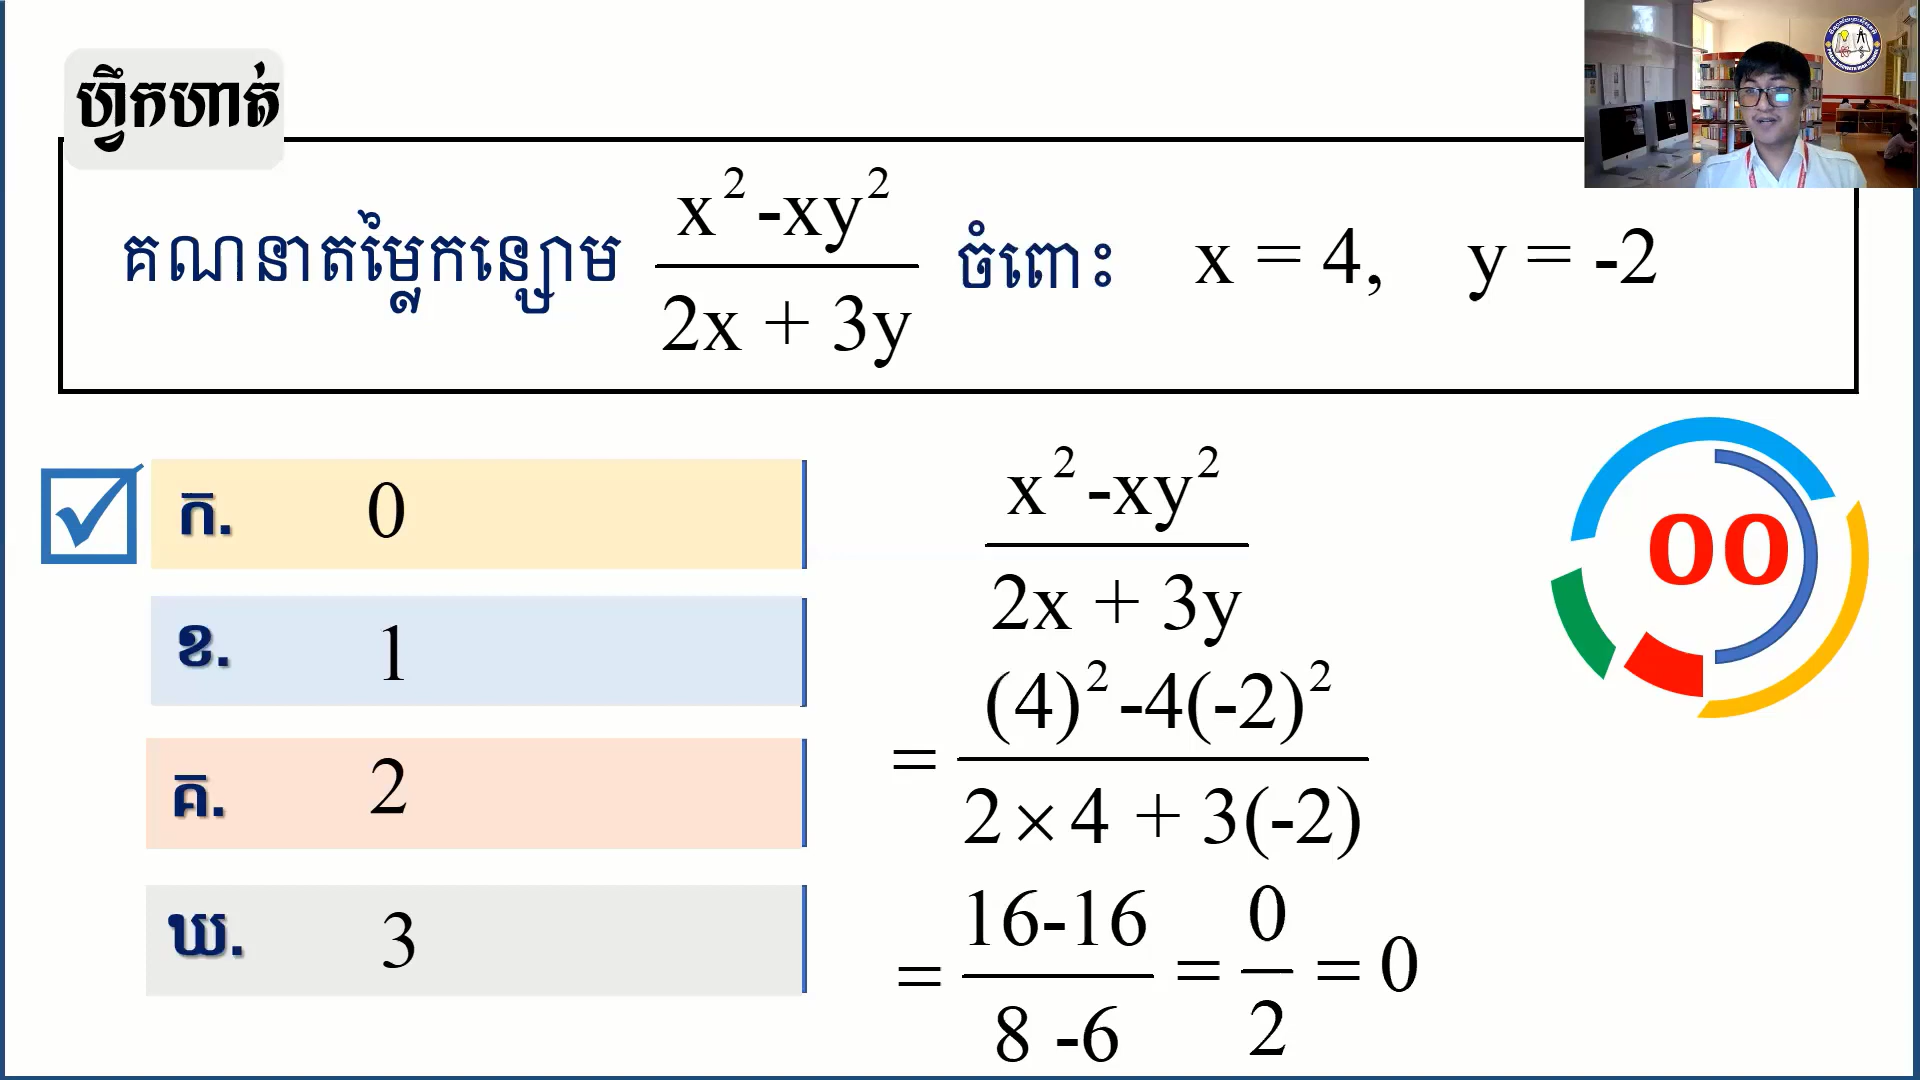 ហ្វឹកហាត់
គណនាតម្លៃកន្សោម (x²-xy²)/(2x + 3y) ចំពោះ x = 4, y = -2
ក. 0
ខ. 1
គ. 2
ឃ. 3
(x²-xy²)/(2x + 3y)
= ((4)²-4(-2)²)/(2×4 + 3(-2))
= (16-16)/(8 -6) = 0/2 = 0
00